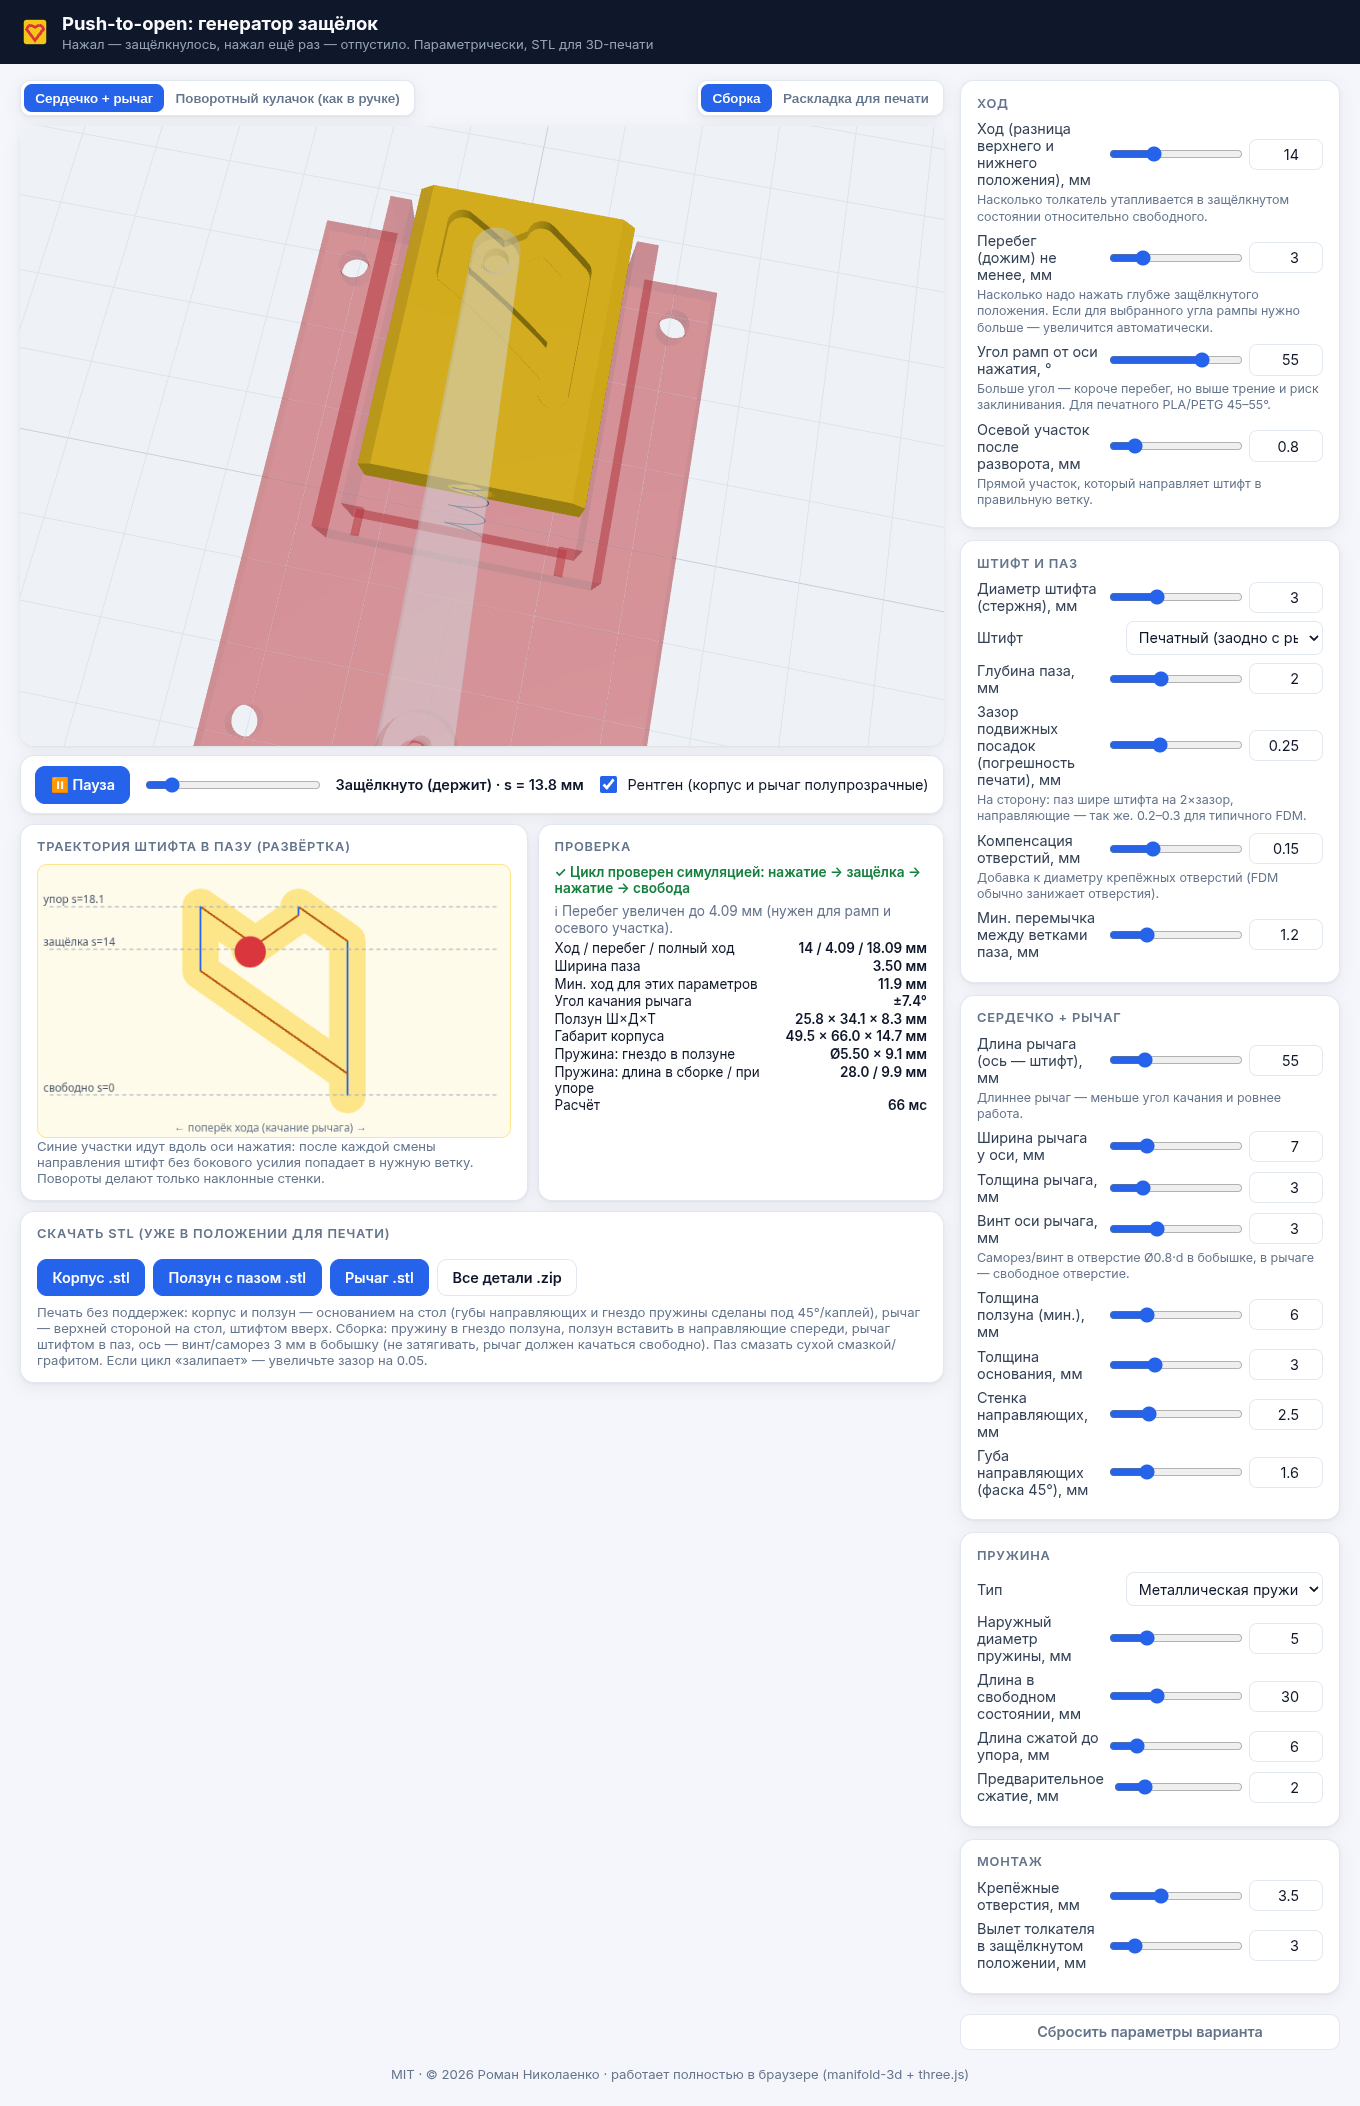 Push-to-open: генератор защёлок
Нажал — защёлкнулось, нажал ещё раз — отпустило. Параметрически, STL для 3D-печати
Сердечко + рычаг
Поворотный кулачок (как в ручке)
Сборка
Раскладка для печати
⏸ Пауза
Защёлкнуто (держит) · s = 13.8 мм
Рентген (корпус и рычаг полупрозрачные)
ТРАЕКТОРИЯ ШТИФТА В ПАЗУ (РАЗВЁРТКА)
упор s=18.1
защёлка s=14
свободно s=0
← поперёк хода (качание рычага) →
Синие участки идут вдоль оси нажатия: после каждой смены
направления штифт без бокового усилия попадает в нужную ветку.
Повороты делают только наклонные стенки.
ПРОВЕРКА
✓ Цикл проверен симуляцией: нажатие → защёлка →
нажатие → свобода
i Перебег увеличен до 4.09 мм (нужен для рамп и
осевого участка).
Ход / перебег / полный ход 14 / 4.09 / 18.09 мм
Ширина паза 3.50 мм
Мин. ход для этих параметров 11.9 мм
Угол качания рычага ±7.4°
Ползун Ш×Д×Т 25.8 × 34.1 × 8.3 мм
Габарит корпуса 49.5 × 66.0 × 14.7 мм
Пружина: гнездо в ползуне Ø5.50 × 9.1 мм
Пружина: длина в сборке / при 28.0 / 9.9 мм
упоре
Расчёт 66 мс
СКАЧАТЬ STL (УЖЕ В ПОЛОЖЕНИИ ДЛЯ ПЕЧАТИ)
Корпус .stl
Ползун с пазом .stl
Рычаг .stl
Все детали .zip
Печать без поддержек: корпус и ползун — основанием на стол (губы направляющих и гнездо пружины сделаны под 45°/каплей), рычаг
— верхней стороной на стол, штифтом вверх. Сборка: пружину в гнездо ползуна, ползун вставить в направляющие спереди, рычаг
штифтом в паз, ось — винт/саморез 3 мм в бобышку (не затягивать, рычаг должен качаться свободно). Паз смазать сухой смазкой/
графитом. Если цикл «залипает» — увеличьте зазор на 0.05.
ХОД
Ход (разница
верхнего и
нижнего
положения), мм
14
Насколько толкатель утапливается в защёлкнутом
состоянии относительно свободного.
Перебег
(дожим) не
менее, мм
3
Насколько надо нажать глубже защёлкнутого
положения. Если для выбранного угла рампы нужно
больше — увеличится автоматически.
Угол рамп от оси
нажатия, °
55
Больше угол — короче перебег, но выше трение и риск
заклинивания. Для печатного PLA/PETG 45–55°.
Осевой участок
после
разворота, мм
0.8
Прямой участок, который направляет штифт в
правильную ветку.
ШТИФТ И ПАЗ
Диаметр штифта
(стержня), мм
3
Штифт
Печатный (заодно с рь
Глубина паза,
мм
2
Зазор
подвижных
посадок
(погрешность
печати), мм
0.25
На сторону: паз шире штифта на 2×зазор,
направляющие — так же. 0.2–0.3 для типичного FDM.
Компенсация
отверстий, мм
0.15
Добавка к диаметру крепёжных отверстий (FDM
обычно занижает отверстия).
Мин. перемычка
между ветками
паза, мм
1.2
СЕРДЕЧКО + РЫЧАГ
Длина рычага
(ось — штифт),
мм
55
Длиннее рычаг — меньше угол качания и ровнее
работа.
Ширина рычага
у оси, мм
7
Толщина рычага,
мм
3
Винт оси рычага,
мм
3
Саморез/винт в отверстие Ø0.8·d в бобышке, в рычаге
— свободное отверстие.
Толщина
ползуна (мин.),
мм
6
Толщина
основания, мм
3
Стенка
направляющих,
мм
2.5
Губа
направляющих
(фаска 45°), мм
1.6
ПРУЖИНА
Тип
Металлическая пружи
Наружный
диаметр
пружины, мм
5
Длина в
свободном
состоянии, мм
30
Длина сжатой до
упора, мм
6
Предварительное
сжатие, мм
2
МОНТАЖ
Крепёжные
отверстия, мм
3.5
Вылет толкателя
в защёлкнутом
положении, мм
3
Сбросить параметры варианта
MIT · © 2026 Роман Николаенко · работает полностью в браузере (manifold-3d + three.js)